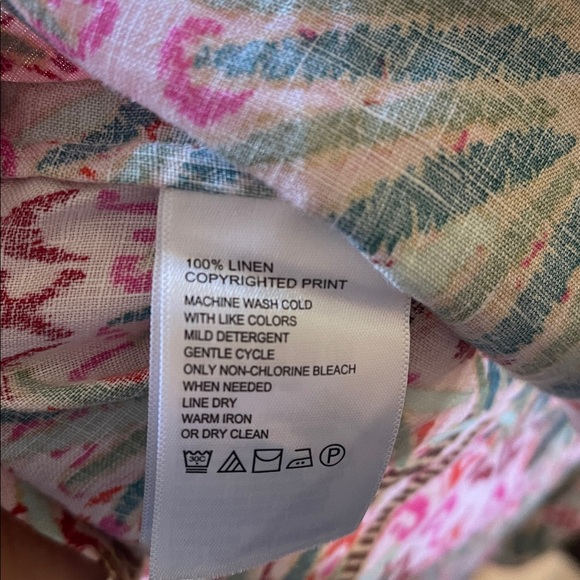 100% LINEN
COPYRIGHTED PRINT
MACHINE WASH COLD
WITH LIKE COLORS
MILD DETERGENT
GENTLE CYCLE
ONLY NON-CHLORINE BLEACH
WHEN NEEDED
LINE DRY
WARM IRON
OR DRY CLEAN
30C P